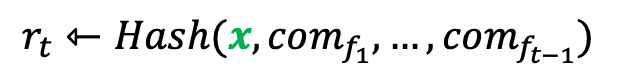 r_t ← Hash(x, com_{f_1}, …, com_{f_{t−1}})